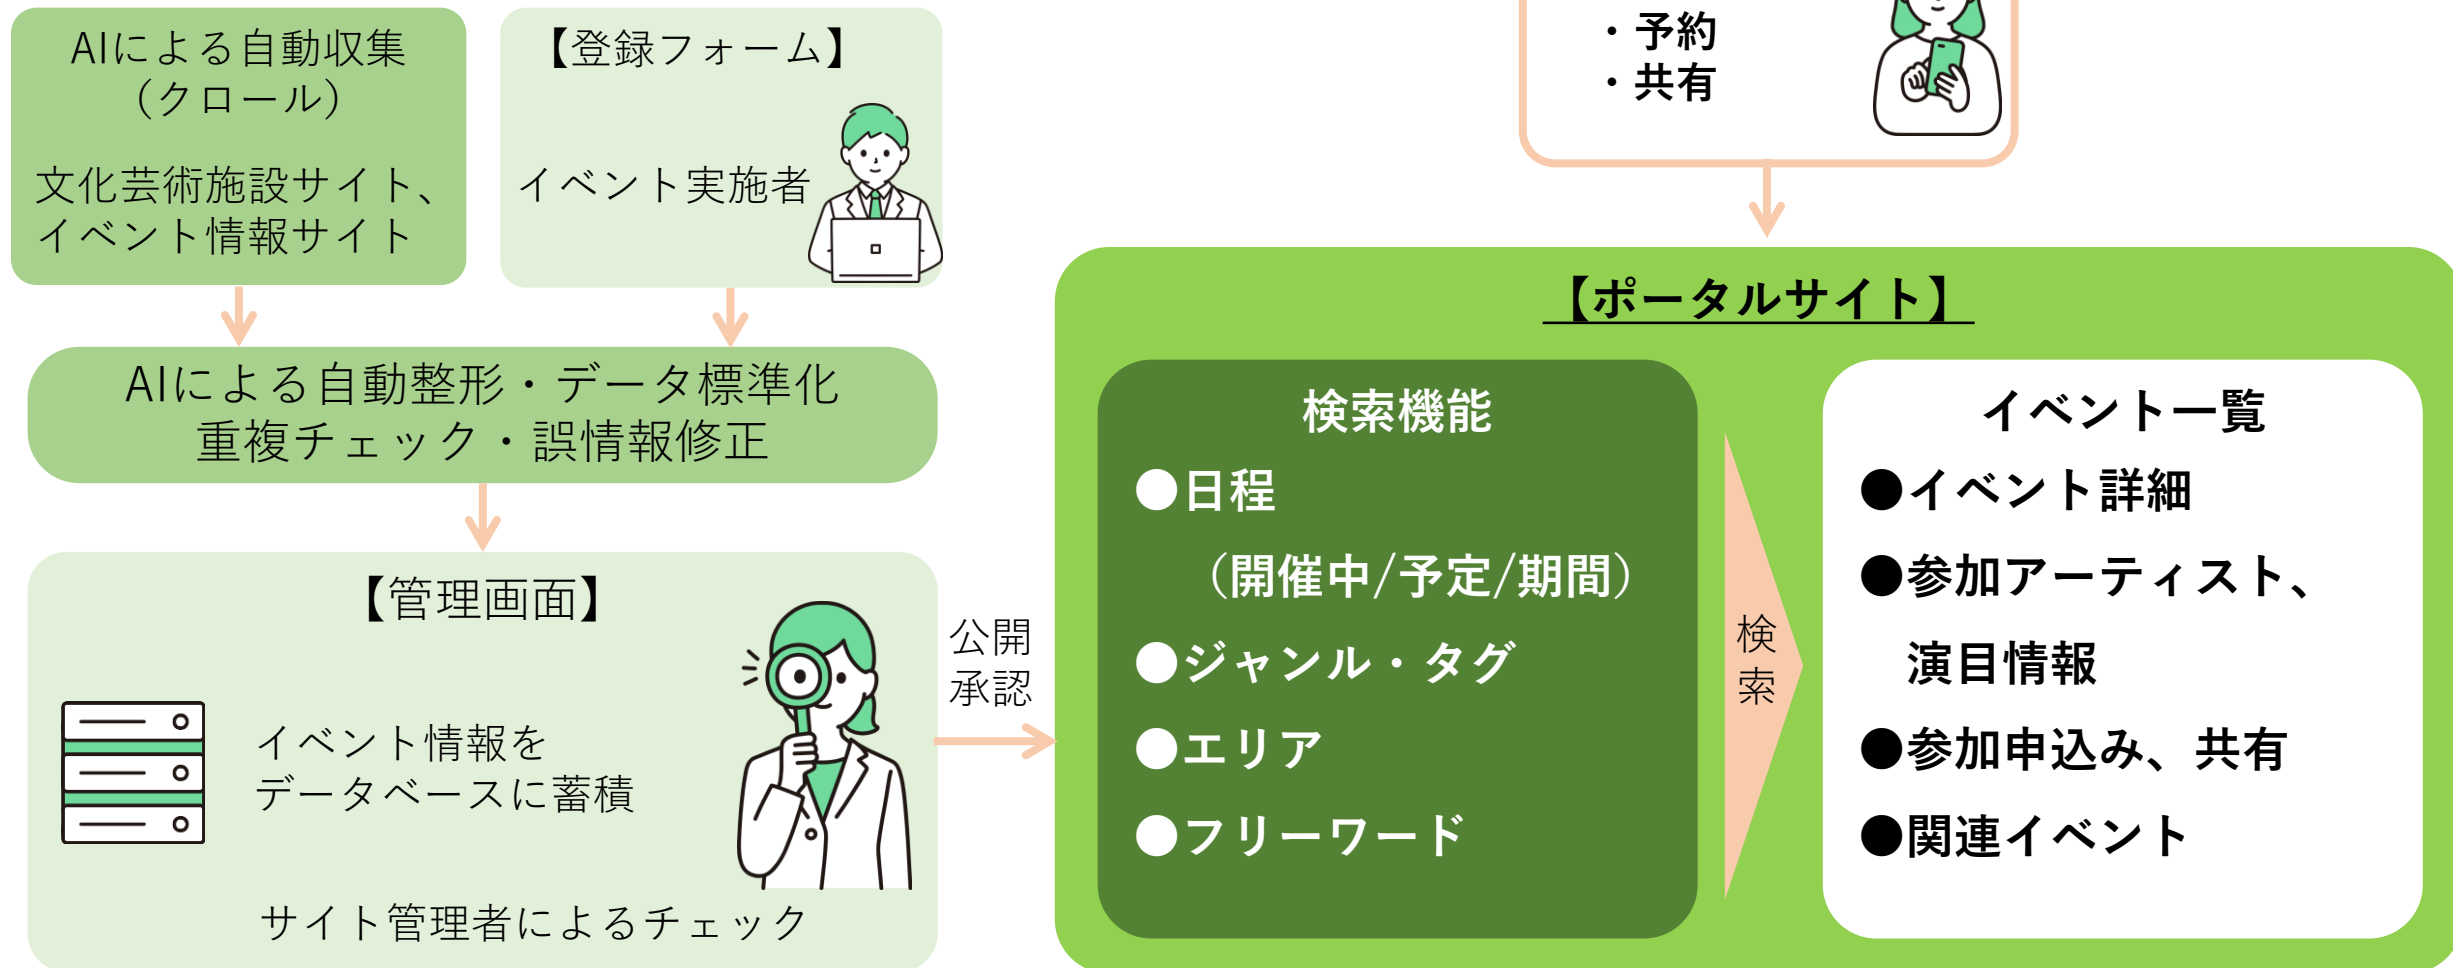 AIによる自動収集
（クロール）
文化芸術施設サイト、
イベント情報サイト
【登録フォーム】
イベント実施者
・予約
・共有
AIによる自動整形・データ標準化
重複チェック・誤情報修正
【管理画面】
イベント情報を
データベースに蓄積
サイト管理者によるチェック
公開
承認
【ポータルサイト】
検索機能
●日程
（開催中/予定/期間）
●ジャンル・タグ
●エリア
●フリーワード
検
索
イベント一覧
●イベント詳細
●参加アーティスト、
演目情報
●参加申込み、共有
●関連イベント